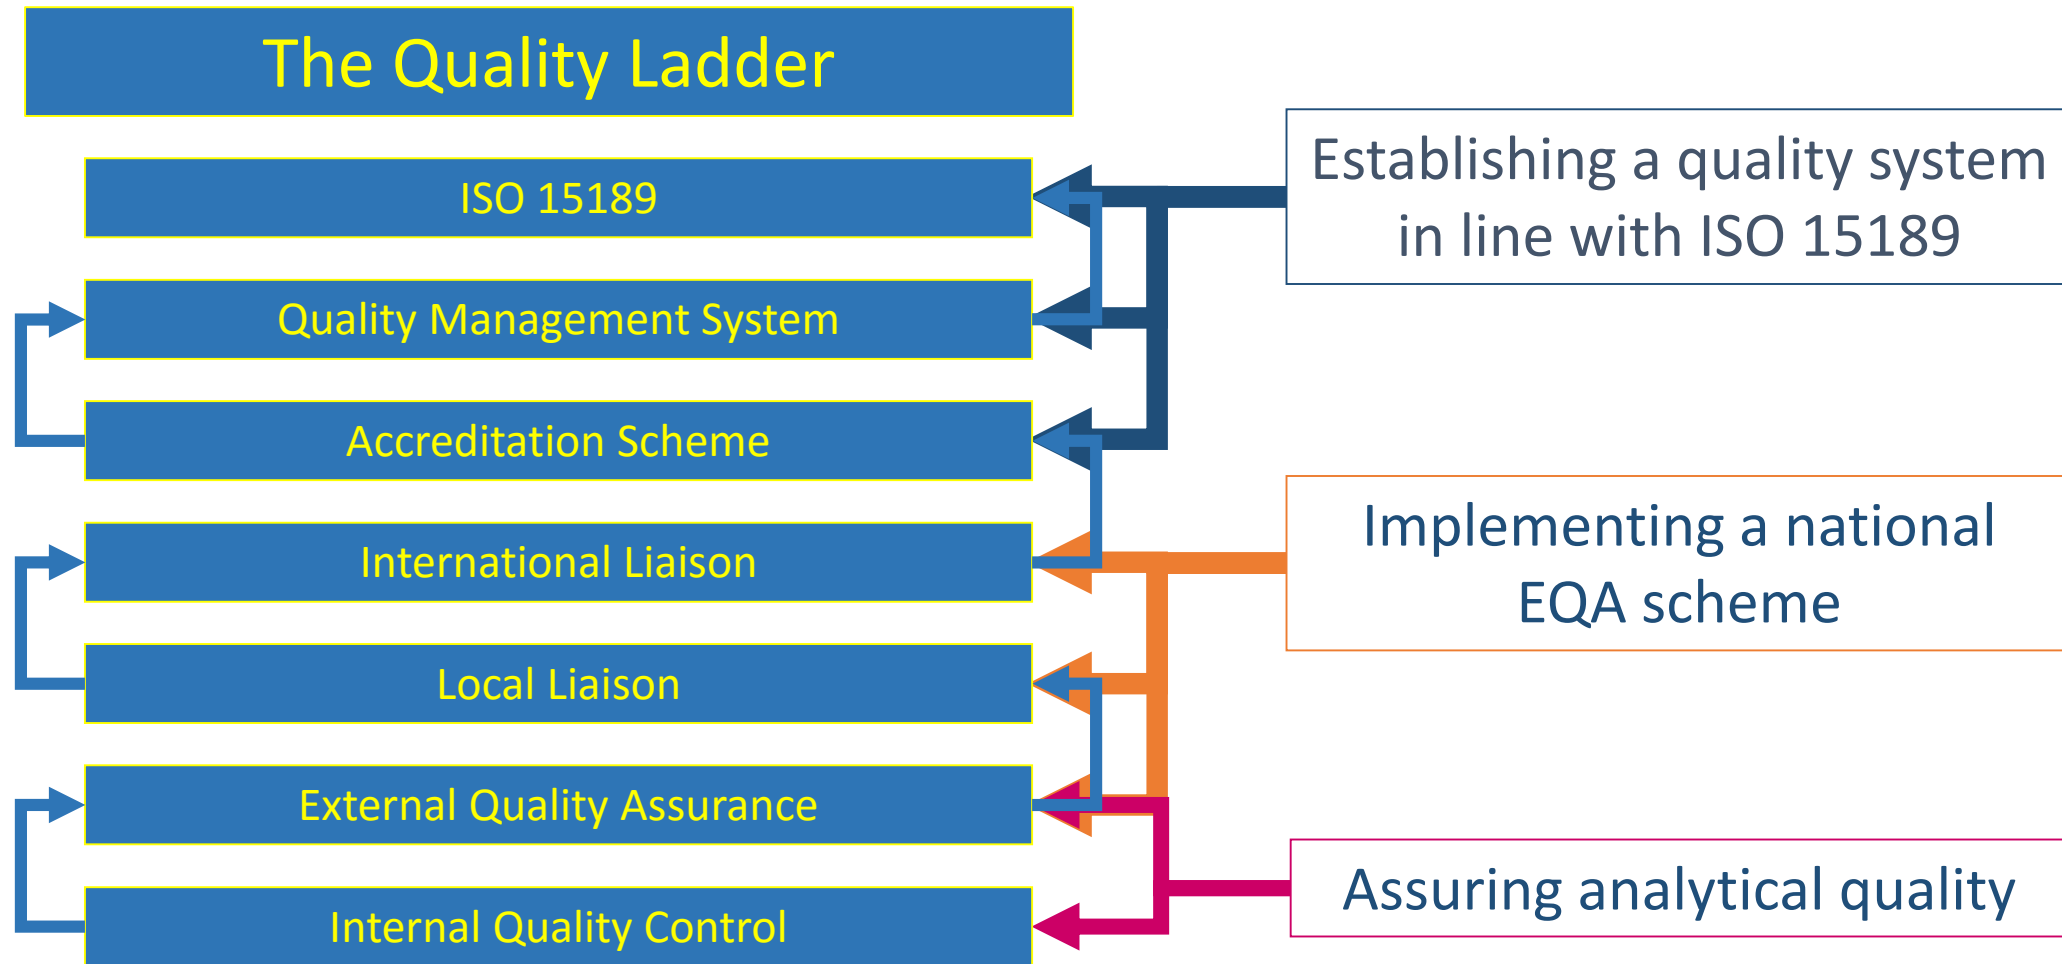 The Quality Ladder
ISO 15189
Quality Management System
Accreditation Scheme
International Liaison
Local Liaison
External Quality Assurance
Internal Quality Control
Establishing a quality system
in line with ISO 15189
Implementing a national
EQA scheme
Assuring analytical quality